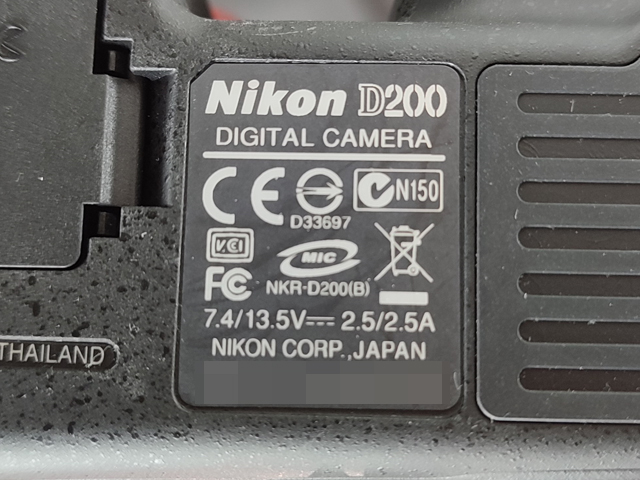 Nikon D200
DIGITAL CAMERA
CE N150
D33697
VCI MIC
FC NKR-D200(B)
7.4/13.5V 2.5/2.5A
NIKON CORP.,JAPAN
THAILAND